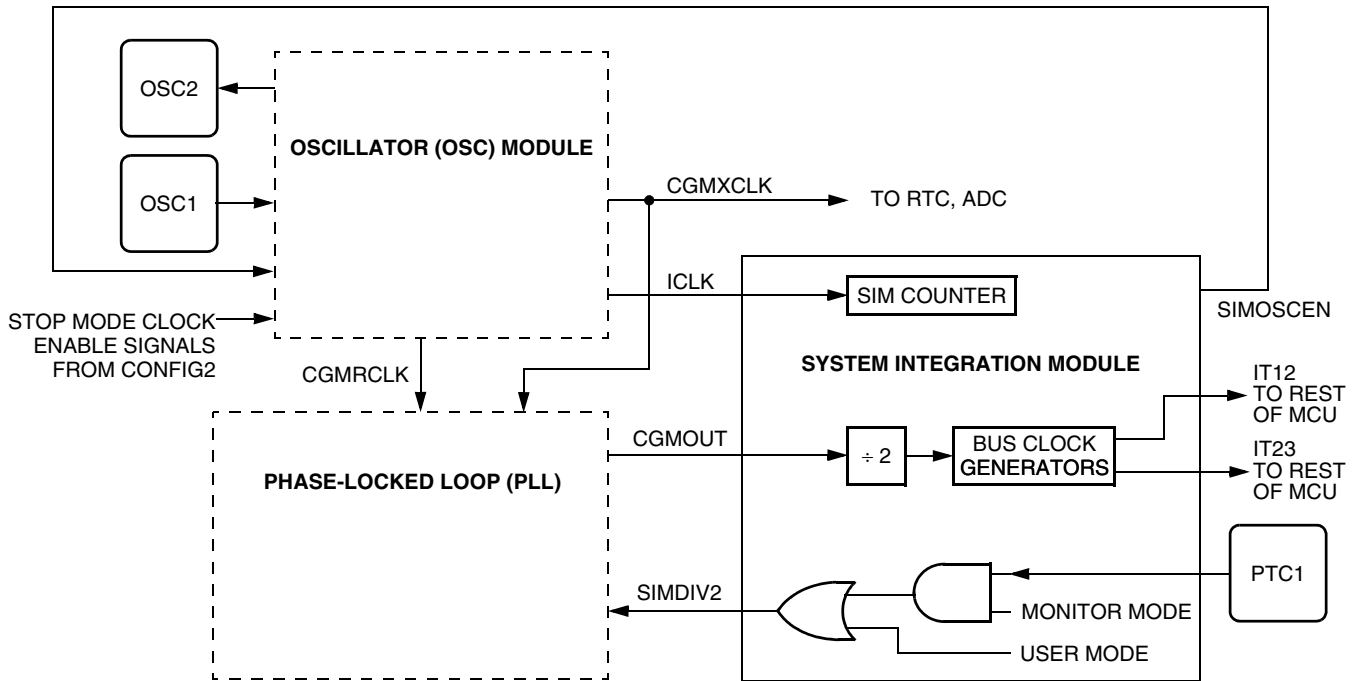 OSC2
OSCILLATOR (OSC) MODULE
OSC1
CGMXCLK
TO RTC, ADC
ICLK
SIM COUNTER
SIMOSCEN
STOP MODE CLOCK
ENABLE SIGNALS
FROM CONFIG2
CGMRCLK
SYSTEM INTEGRATION MODULE
IT12
TO REST
OF MCU
CGMOUT
÷ 2
BUS CLOCK
GENERATORS
IT23
TO REST
OF MCU
PHASE-LOCKED LOOP (PLL)
PTC1
SIMDIV2
MONITOR MODE
USER MODE